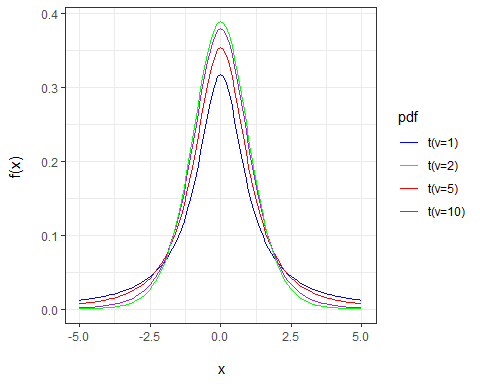 0.4
0.3
0.2
0.1
0.0
f(x)
-5.0
-2.5
0.0
2.5
5.0
x
pdf
t(v=1)
t(v=2)
t(v=5)
t(v=10)